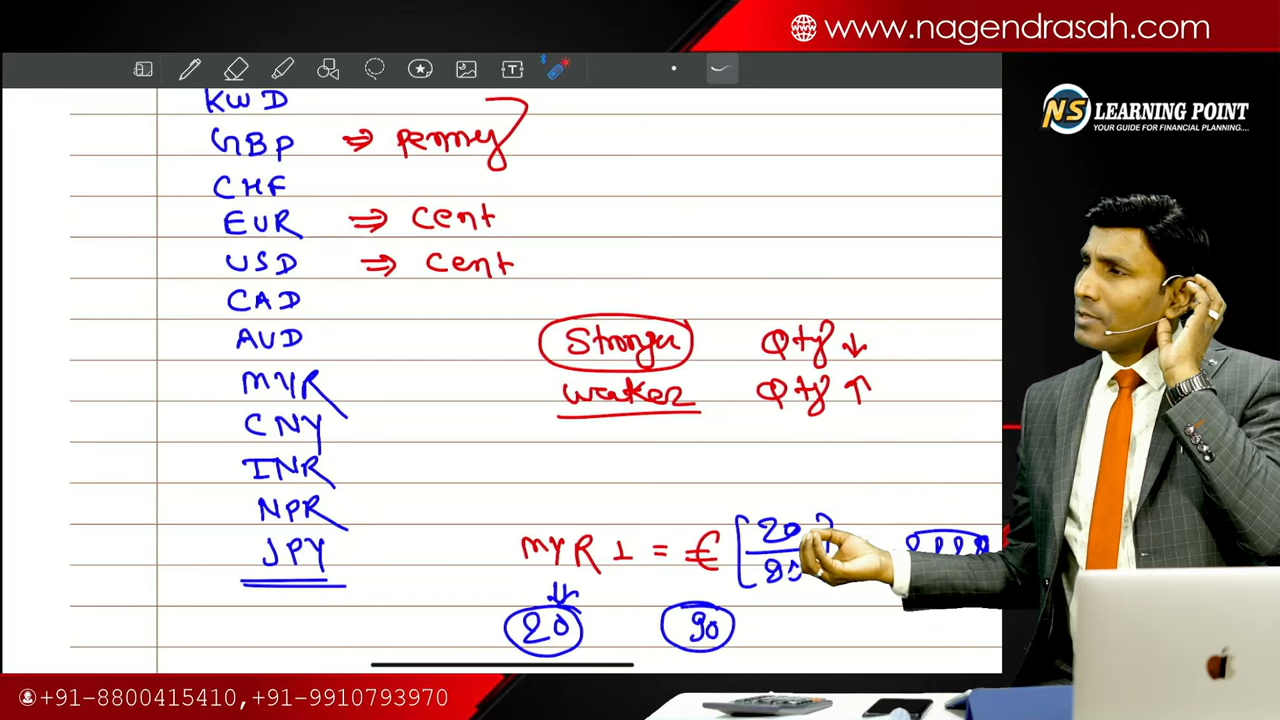 www.nagendrasah.com
NS LEARNING POINT
YOUR GUIDE FOR FINANCIAL PLANNING....
KWD
GBP ⇒ penny
CHF
EUR ⇒ cent
USD ⇒ cent
CAD
AUD
Stronger Qty ↓
weaker Qty ↑
MYR
CNY
INR
NPR
JPY
MYR 1 = € [20
20 90
+91-8800415410,+91-9910793970